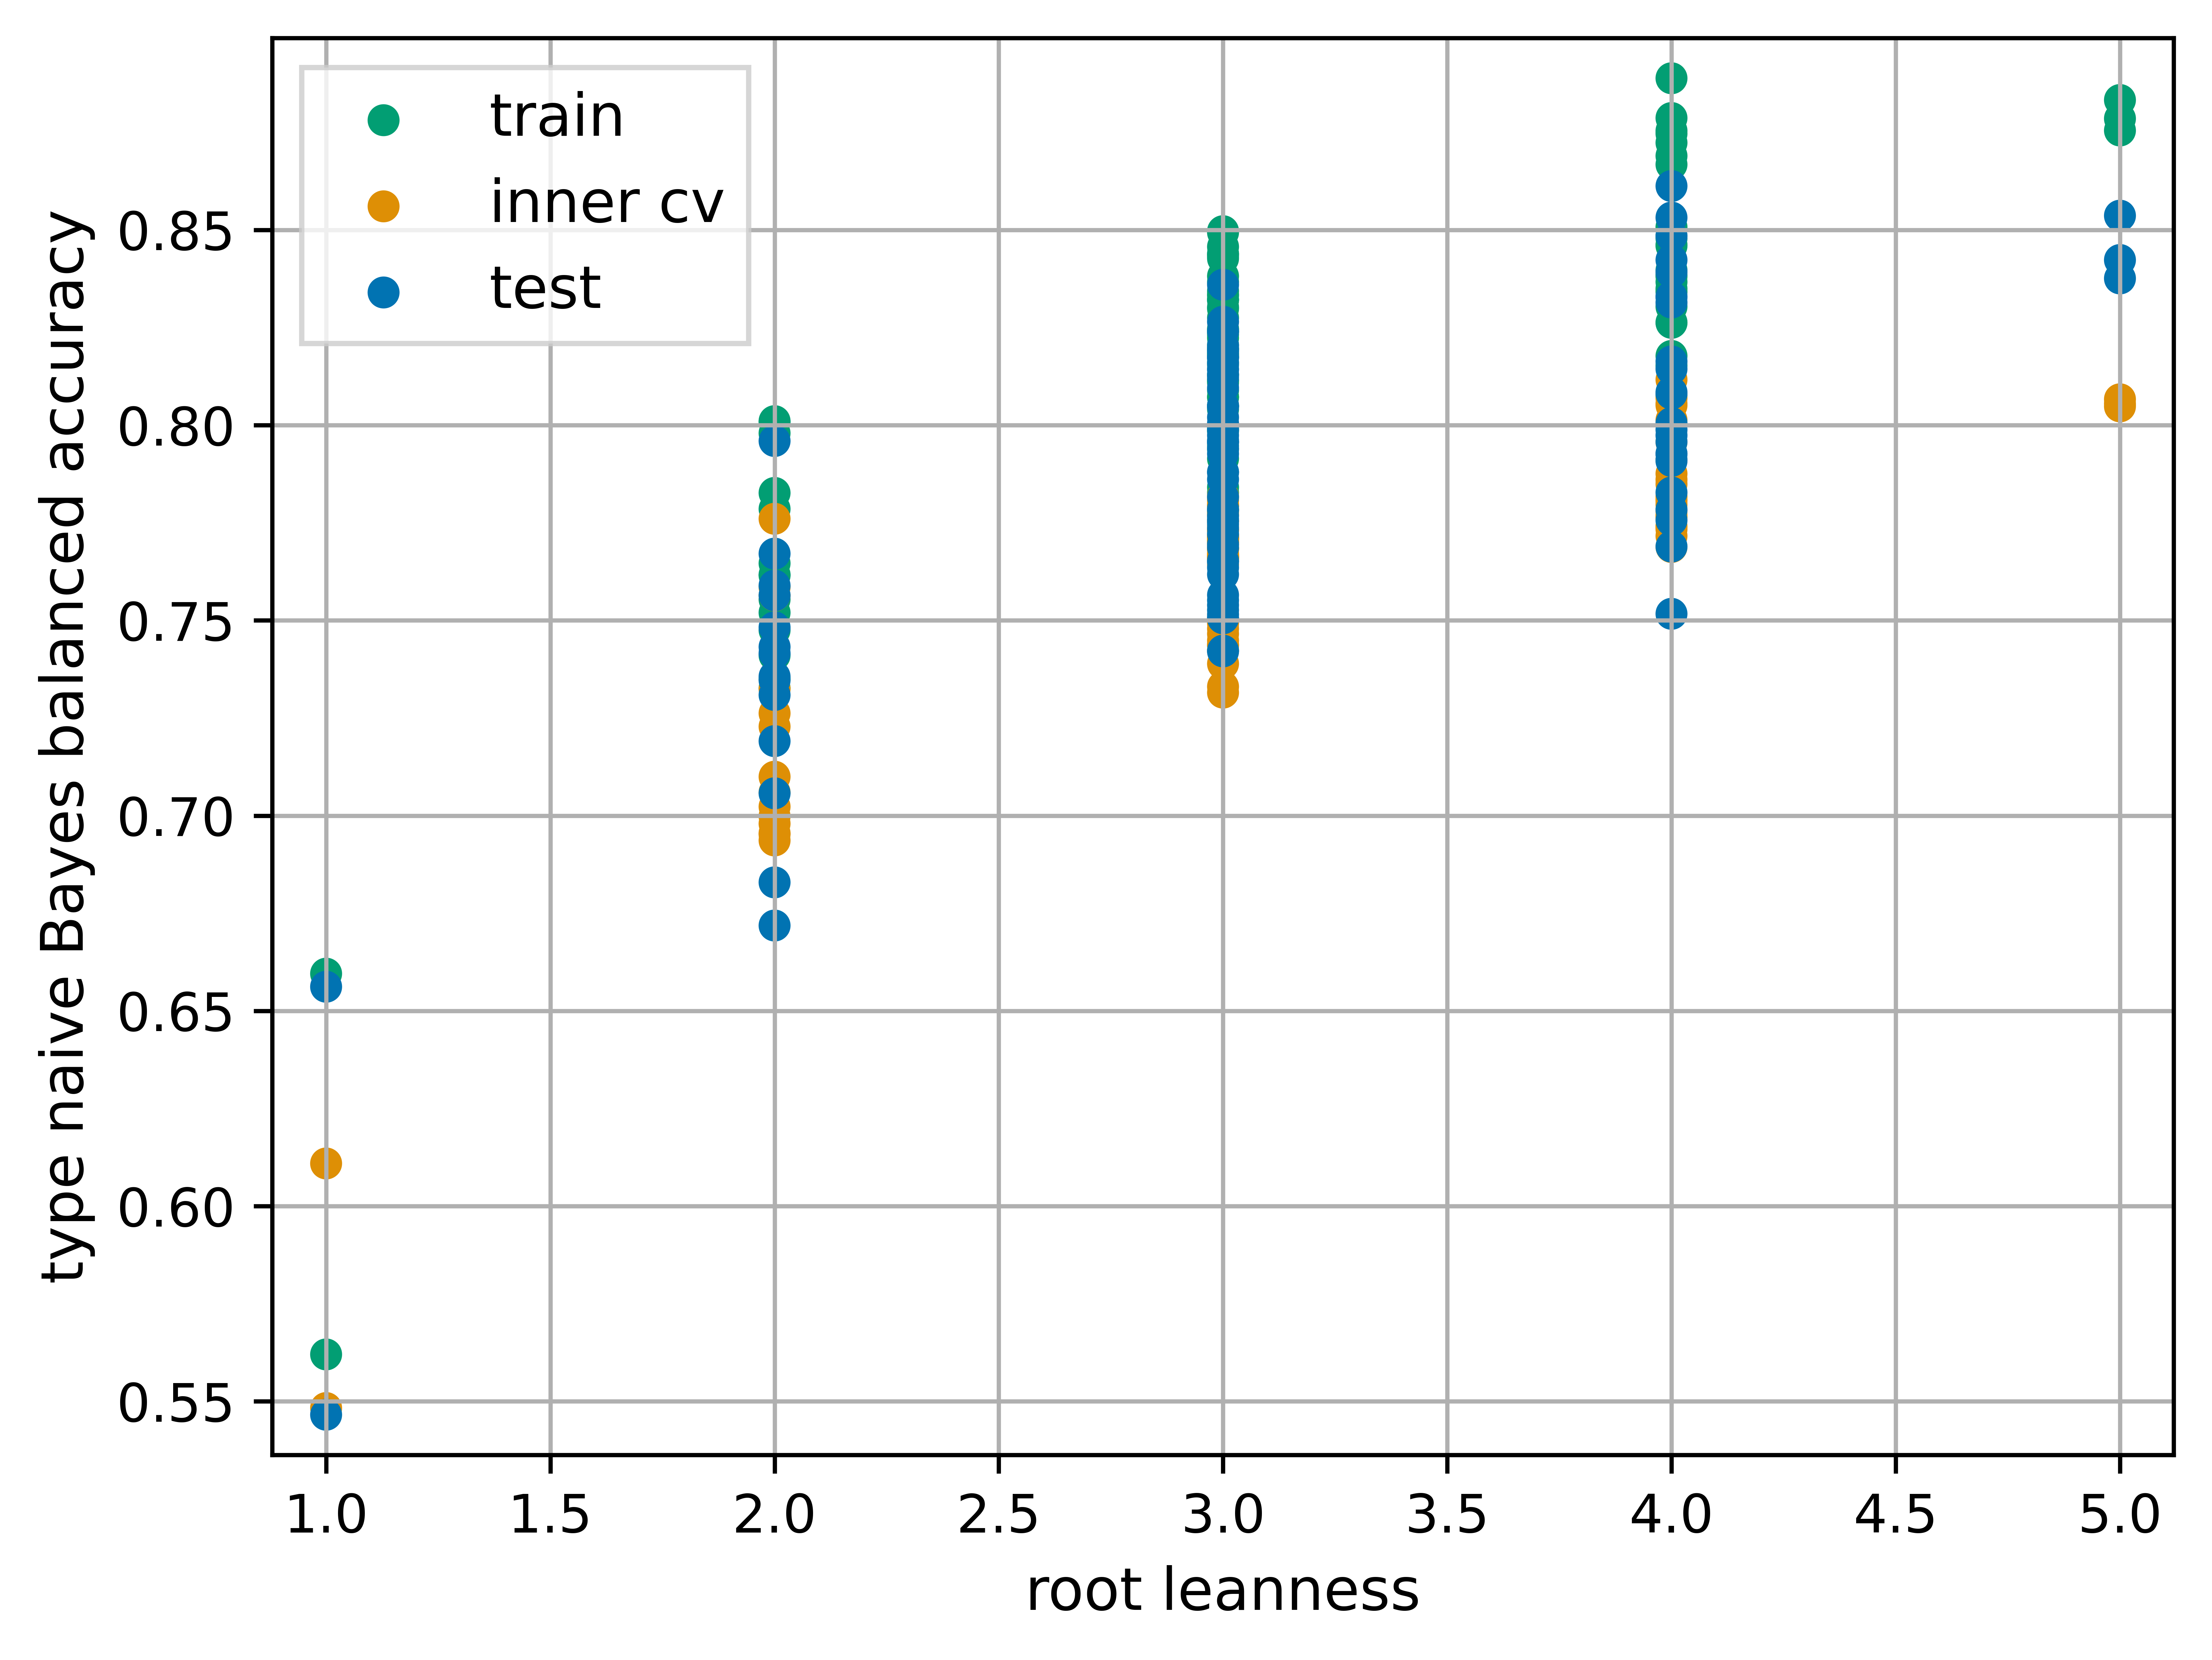 train
inner cv
test
type naive Bayes balanced accuracy
0.85
0.80
0.75
0.70
0.65
0.60
0.55
1.0 1.5 2.0 2.5 3.0 3.5 4.0 4.5 5.0
root leanness